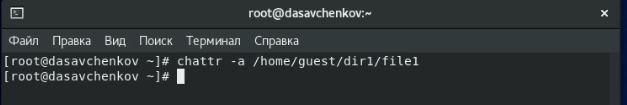 root@dasavchenkov:~
Файл Правка Вид Поиск Терминал Справка
[root@dasavchenkov ~]# chattr -a /home/guest/dir1/file1
[root@dasavchenkov ~]#